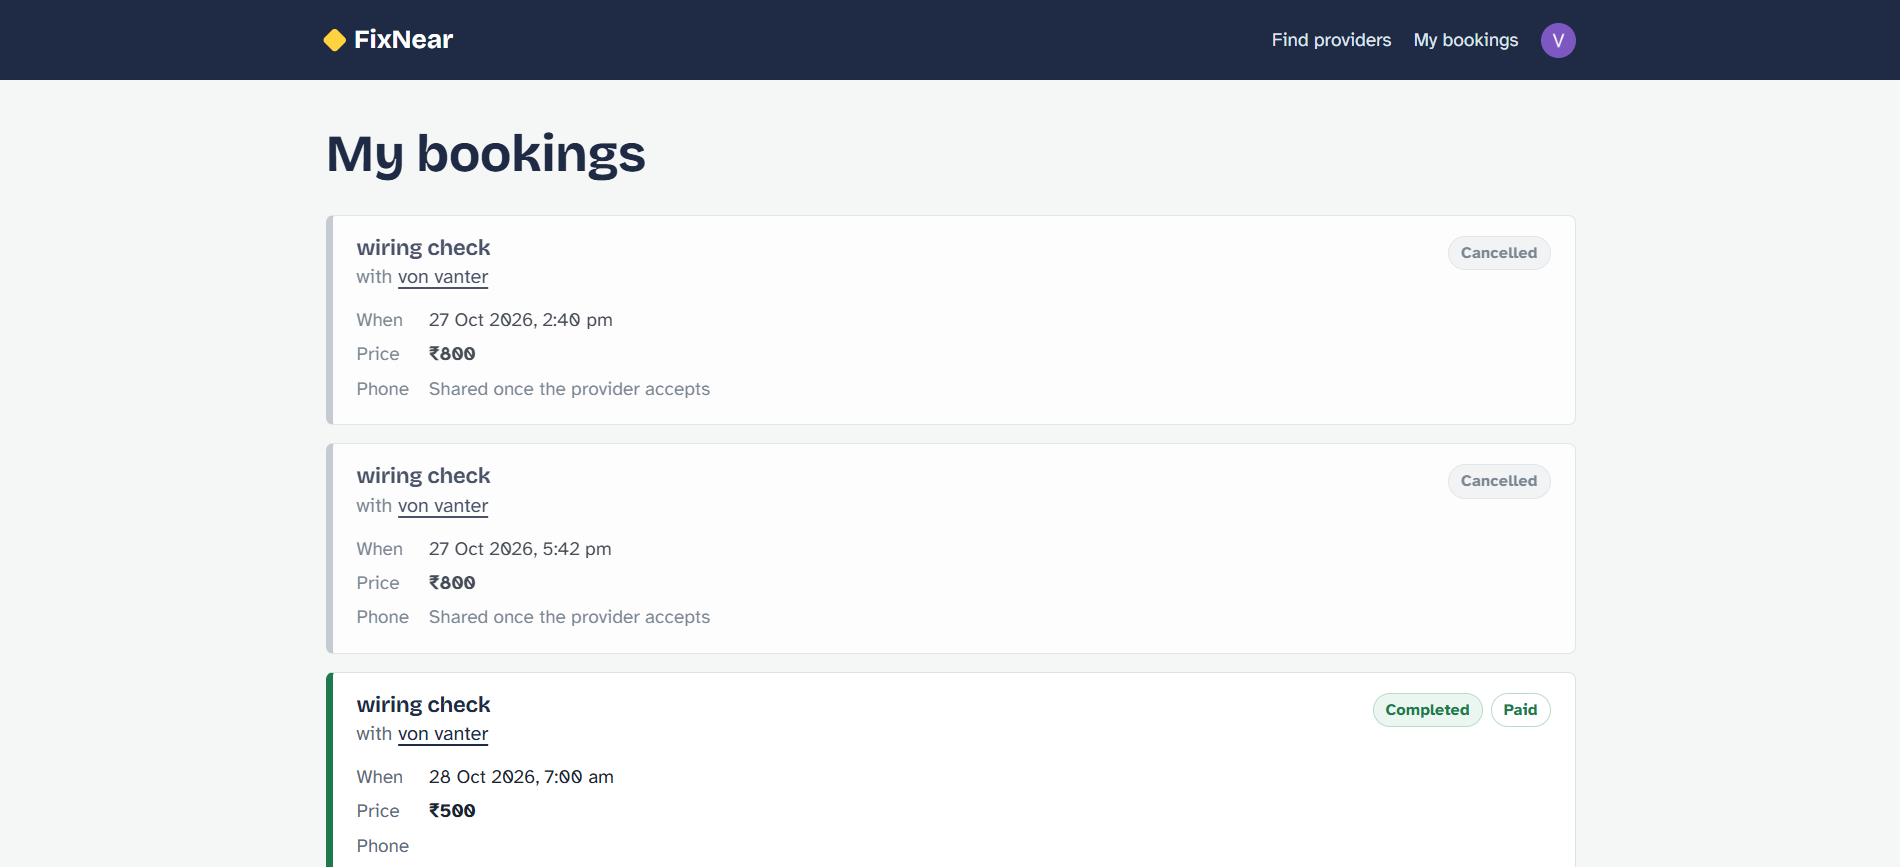 FixNear
Find providers My bookings V
My bookings
wiring check Cancelled
with von vanter
When 27 Oct 2026, 2:40 pm
Price ₹800
Phone Shared once the provider accepts
wiring check Cancelled
with von vanter
When 27 Oct 2026, 5:42 pm
Price ₹800
Phone Shared once the provider accepts
wiring check Completed Paid
with von vanter
When 28 Oct 2026, 7:00 am
Price ₹500
Phone